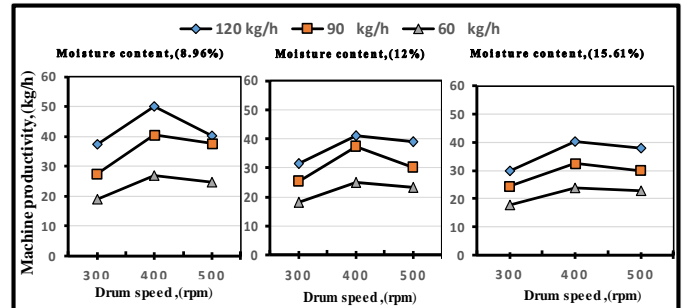 120 kg/h 90 kg/h 60 kg/h
Moisture content,(8.96%) Moisture content,(12%) Moisture content,(15.61%)
Machine productivity,(kg/h)
60
50
40
30
20
10
0
300 400 500
Drum speed ,(rpm)
60
50
40
30
20
10
0
300 400 500
Drum speed ,(rpm)
60
50
40
30
20
10
0
300 400 500
Drum speed ,(rpm)